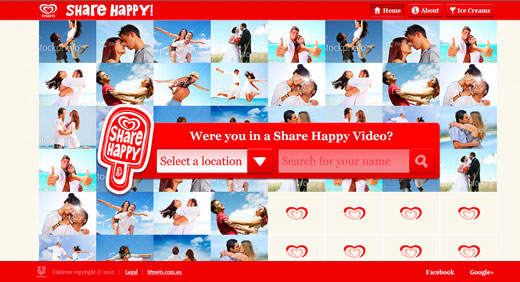 STREETS
SHARE HAPPY!
Home
About
Ice Creams
Share
Happy
Were you in a Share Happy Video?
Select a location
Search for your name
Unilever copyright © 2012 | Legal | Streets.com.au
Facebook
Google+